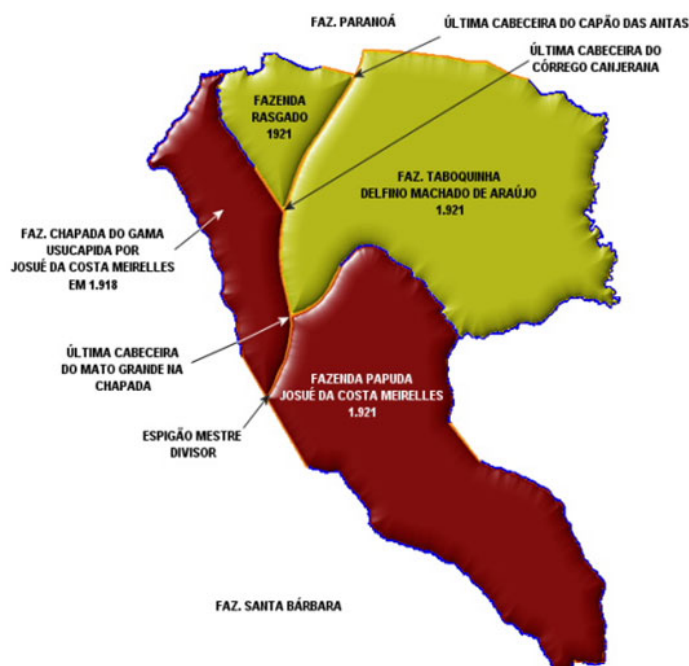 FAZ. PARANOÁ
ÚLTIMA CABECEIRA DO CAPÃO DAS ANTAS
ÚLTIMA CABECEIRA DO
CÓRREGO CANJERANA
FAZENDA
RASGADO
1921
FAZ. TABOQUINHA
DELFINO MACHADO DE ARAÚJO
1.921
FAZ. CHAPADA DO GAMA
USUCAPIDA POR
JOSUÉ DA COSTA MEIRELLES
EM 1.918
ÚLTIMA CABECEIRA
DO MATO GRANDE NA
CHAPADA
FAZENDA PAPUDA
JOSUÉ DA COSTA MEIRELLES
1.921
ESPIGÃO MESTRE
DIVISOR
FAZ. SANTA BÁRBARA